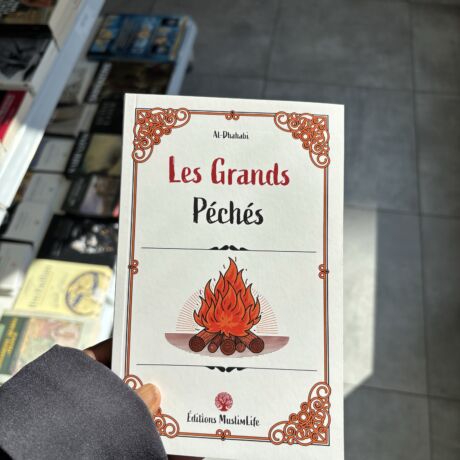 Al-Dhahabi
Les Grands
Péchés
Éditions MuslimLife